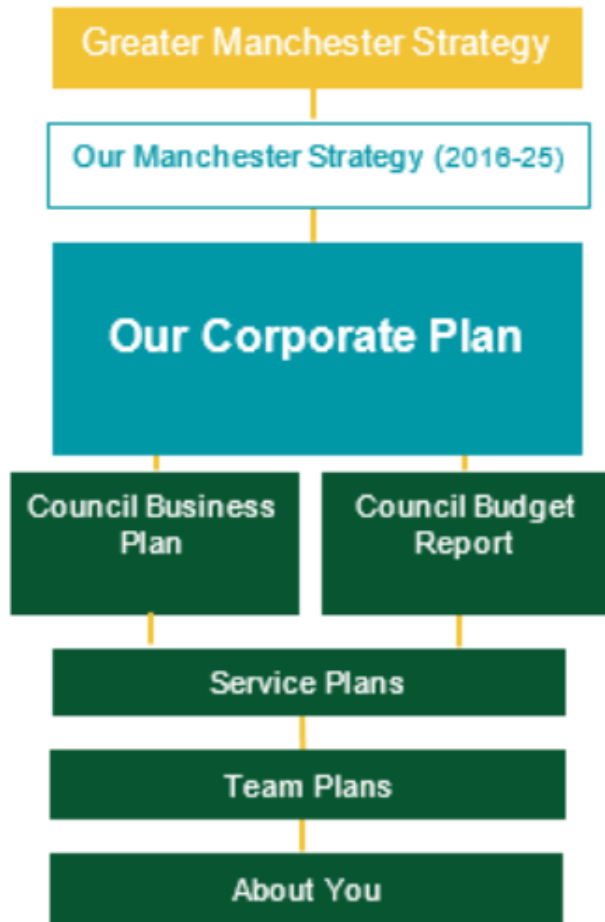 Greater Manchester Strategy
Our Manchester Strategy (2016-25)
Our Corporate Plan
Council Business
Plan
Council Budget
Report
Service Plans
Team Plans
About You